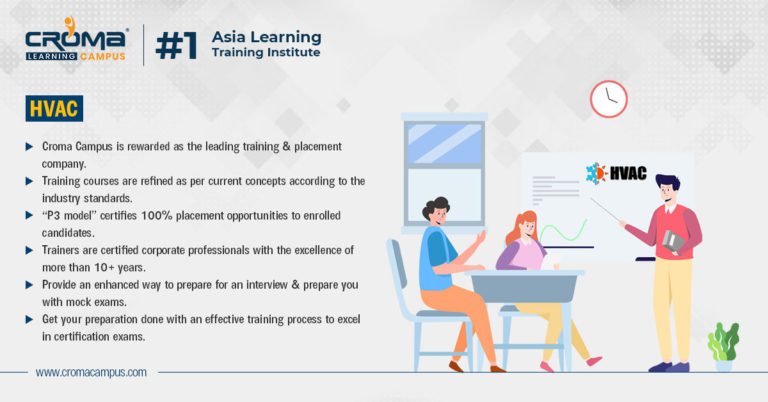 CROMA®
LEARNING CAMPUS
#1
Asia Learning
Training Institute
HVAC
Croma Campus is rewarded as the leading training & placement
company.
Training courses are refined as per current concepts according to the
industry standards.
“P3 model” certifies 100% placement opportunities to enrolled
candidates.
Trainers are certified corporate professionals with the excellence of
more than 10+ years.
Provide an enhanced way to prepare for an interview & prepare you
with mock exams.
Get your preparation done with an effective training process to excel
in certification exams.
HVAC
www.cromacampus.com